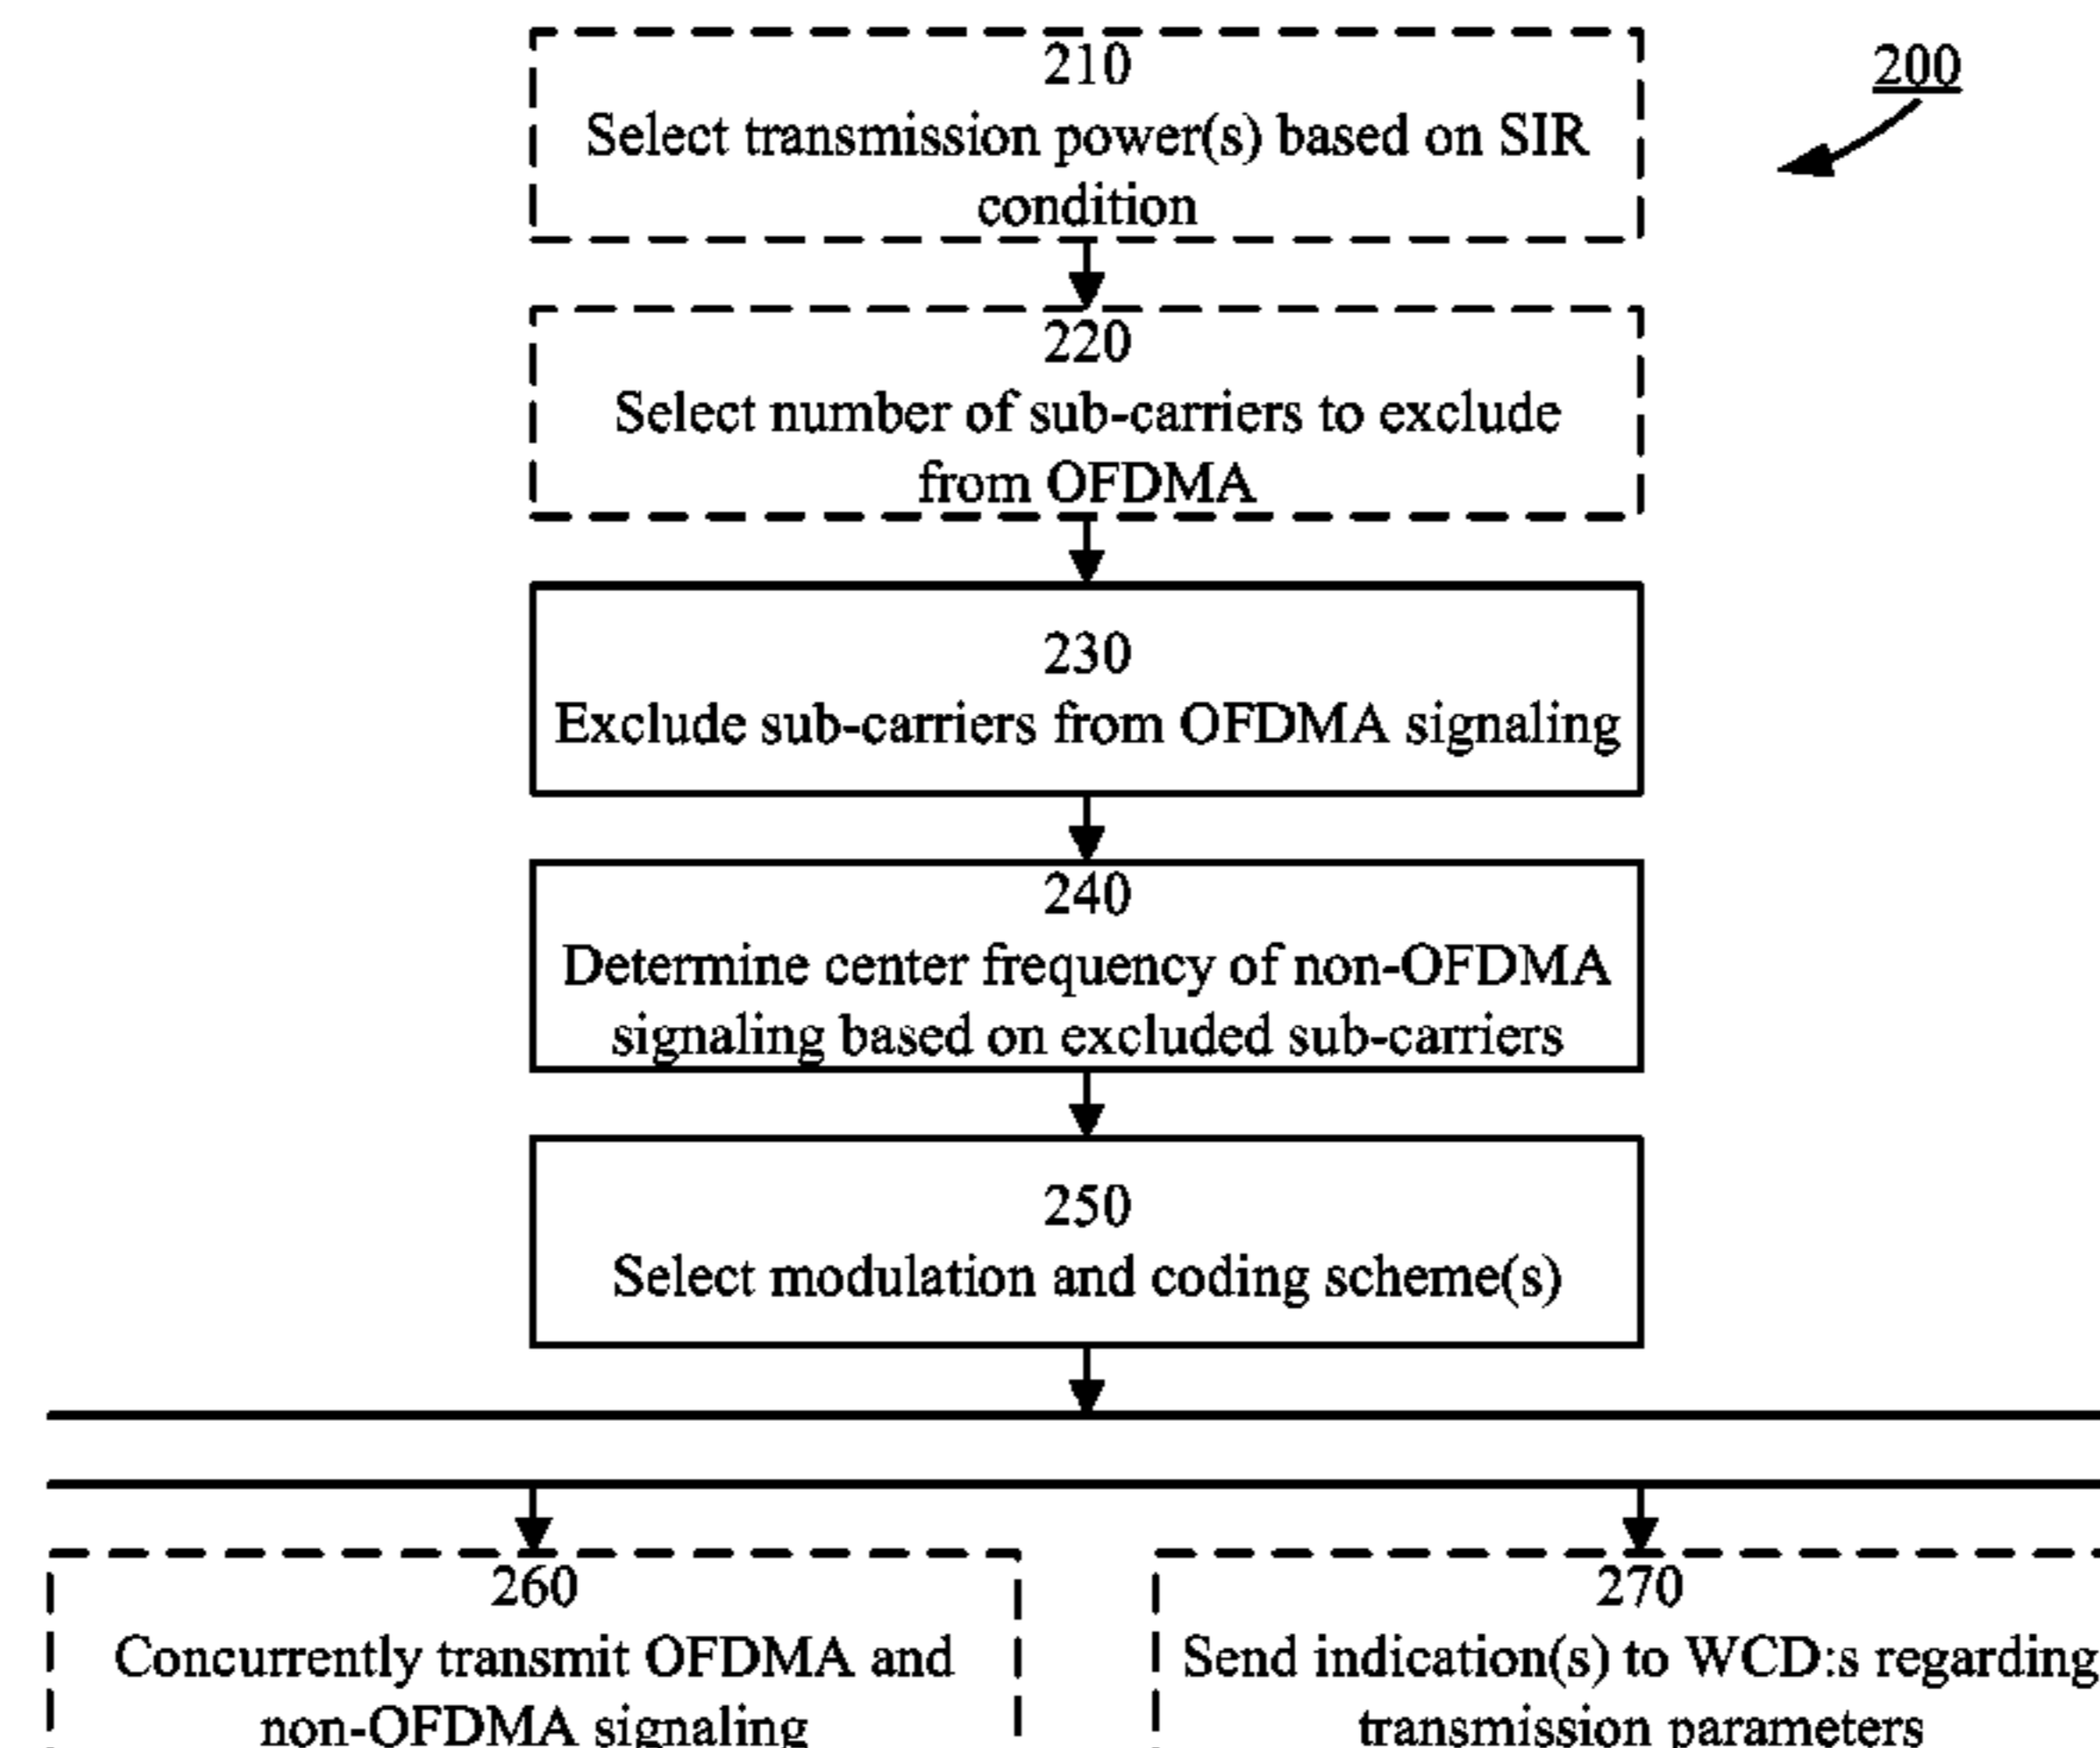 210
Select transmission power(s) based on SIR
condition
200
220
Select number of sub-carriers to exclude
from OFDMA
230
Exclude sub-carriers from OFDMA signaling
240
Determine center frequency of non-OFDMA
signaling based on excluded sub-carriers
250
Select modulation and coding scheme(s)
260
Concurrently transmit OFDMA and
non-OFDMA signaling
270
Send indication(s) to WCD:s regarding
transmission parameters